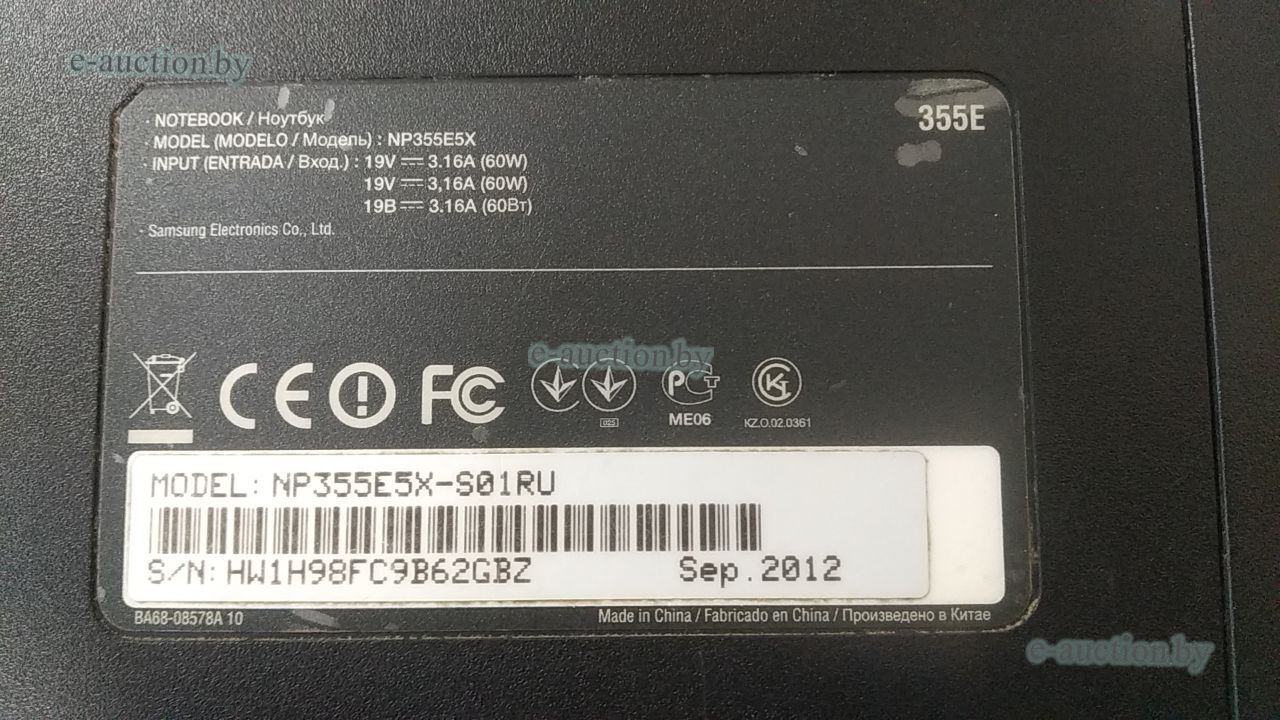 e-auction.by
· NOTEBOOK / Ноутбук
355E
· MODEL (MODELO / Модель) : NP355E5X
· INPUT (ENTRADA / Вход.) : 19V ⎓ 3.16A (60W)
19V ⎓ 3,16A (60W)
19В ⎓ 3.16A (60Вт)
- Samsung Electronics Co., Ltd.
e-auction.by
CE FC
025
ME06
KZ.O.02.0361
MODEL: NP355E5X-S01RU
S/N: HW1H98FC9B62GBZ Sep.2012
BA68-08578A 10
Made in China / Fabricado en China / Произведено в Китае
e-auction.by